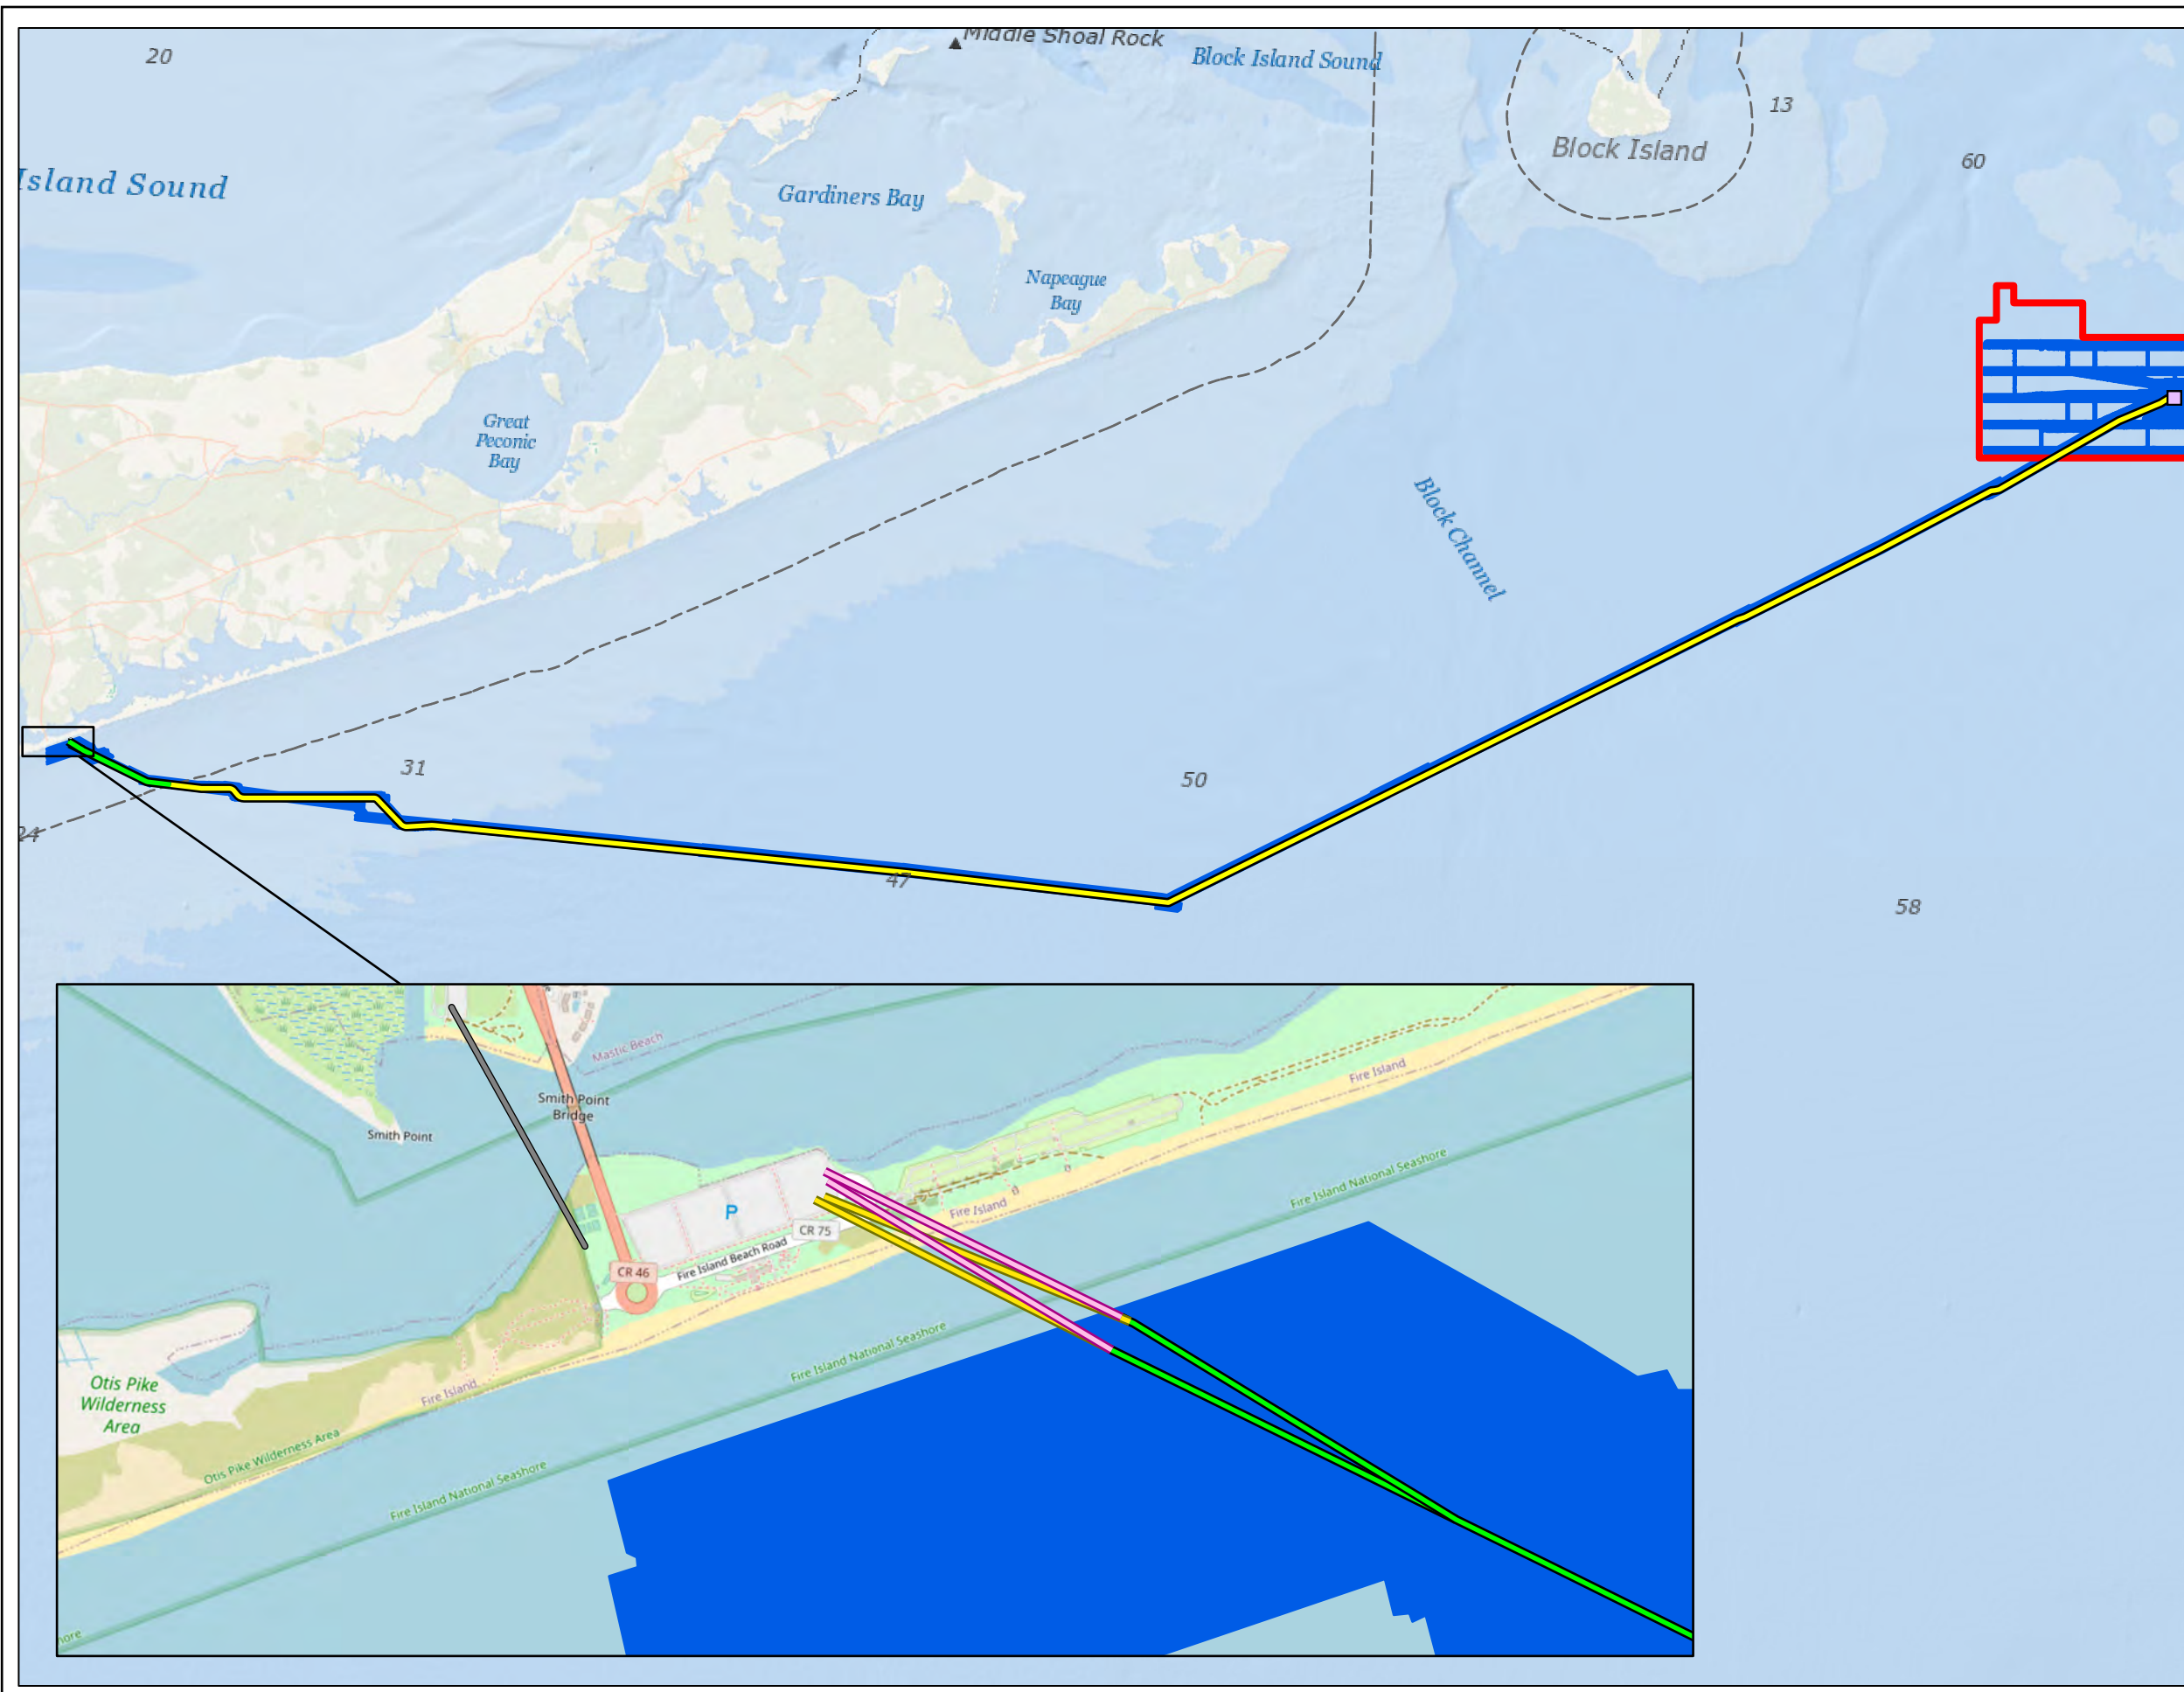 Middle Shoal Rock
20
Block Island Sound
13
Block Island
60
Island Sound
Gardiners Bay
Napeague
Bay
Great
Peconic
Bay
Block Channel
31
50
24
47
58
Mastic Beach
Smith Point
Bridge
Smith Point
Fire Island
Fire Island National Seashore
Fire Island
P
CR 75
Fire Island Beach Road
CR 46
Fire Island National Seashore
Otis Pike
Wilderness
Area
Fire Island
Otis Pike Wilderness Area
Fire Island National Seashore
hore